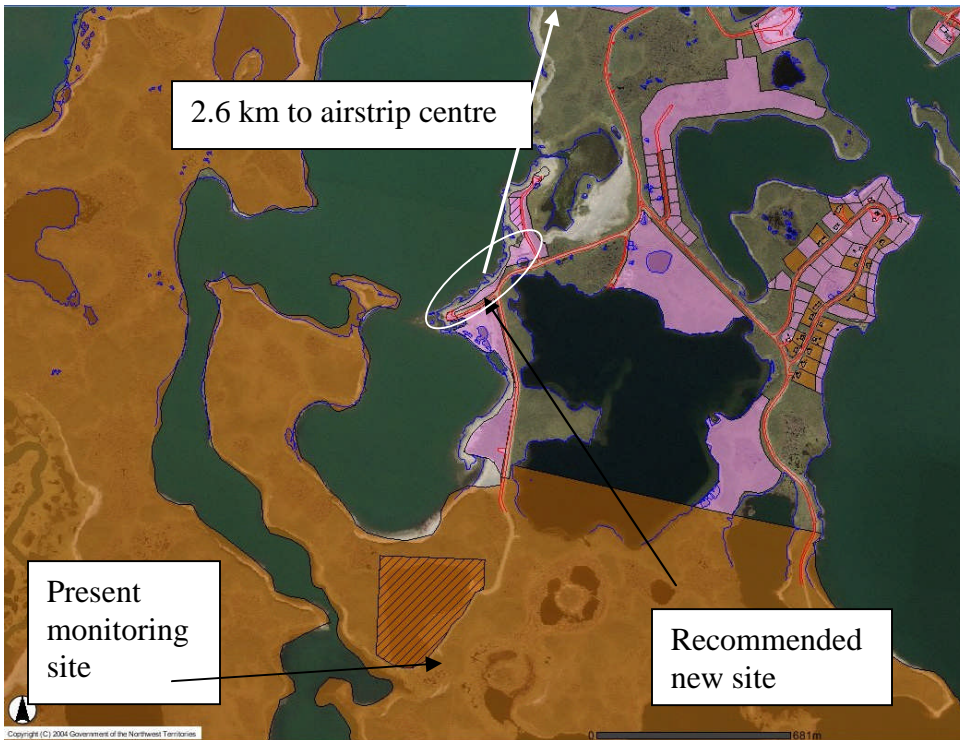 2.6 km to airstrip centre
Present
monitoring
site
Recommended
new site
0 681m
Copyright (C) 2004 Government of the Northwest Territories